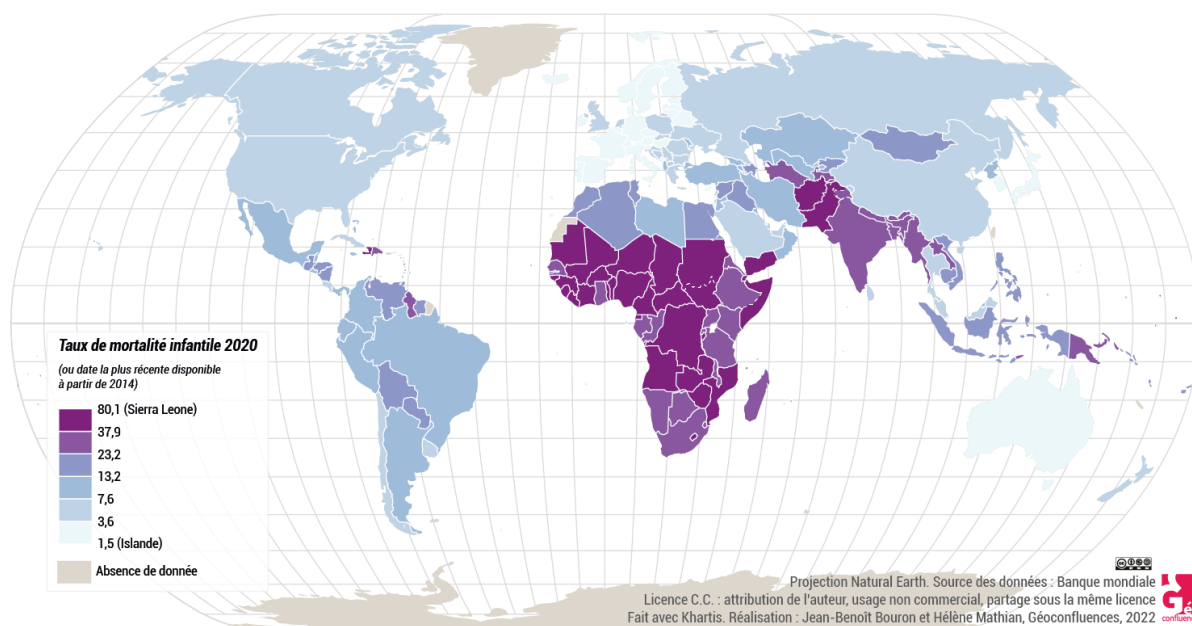 Taux de mortalité infantile 2020
(ou date la plus récente disponible
à partir de 2014)
80,1 (Sierra Leone)
37,9
23,2
13,2
7,6
3,6
1,5 (Islande)
Absence de donnée
Projection Natural Earth. Source des données : Banque mondiale
Licence C.C. : attribution de l'auteur, usage non commercial, partage sous la même licence
Fait avec Khartis. Réalisation : Jean-Benoît Bouron et Hélène Mathian, Géoconfluences, 2022